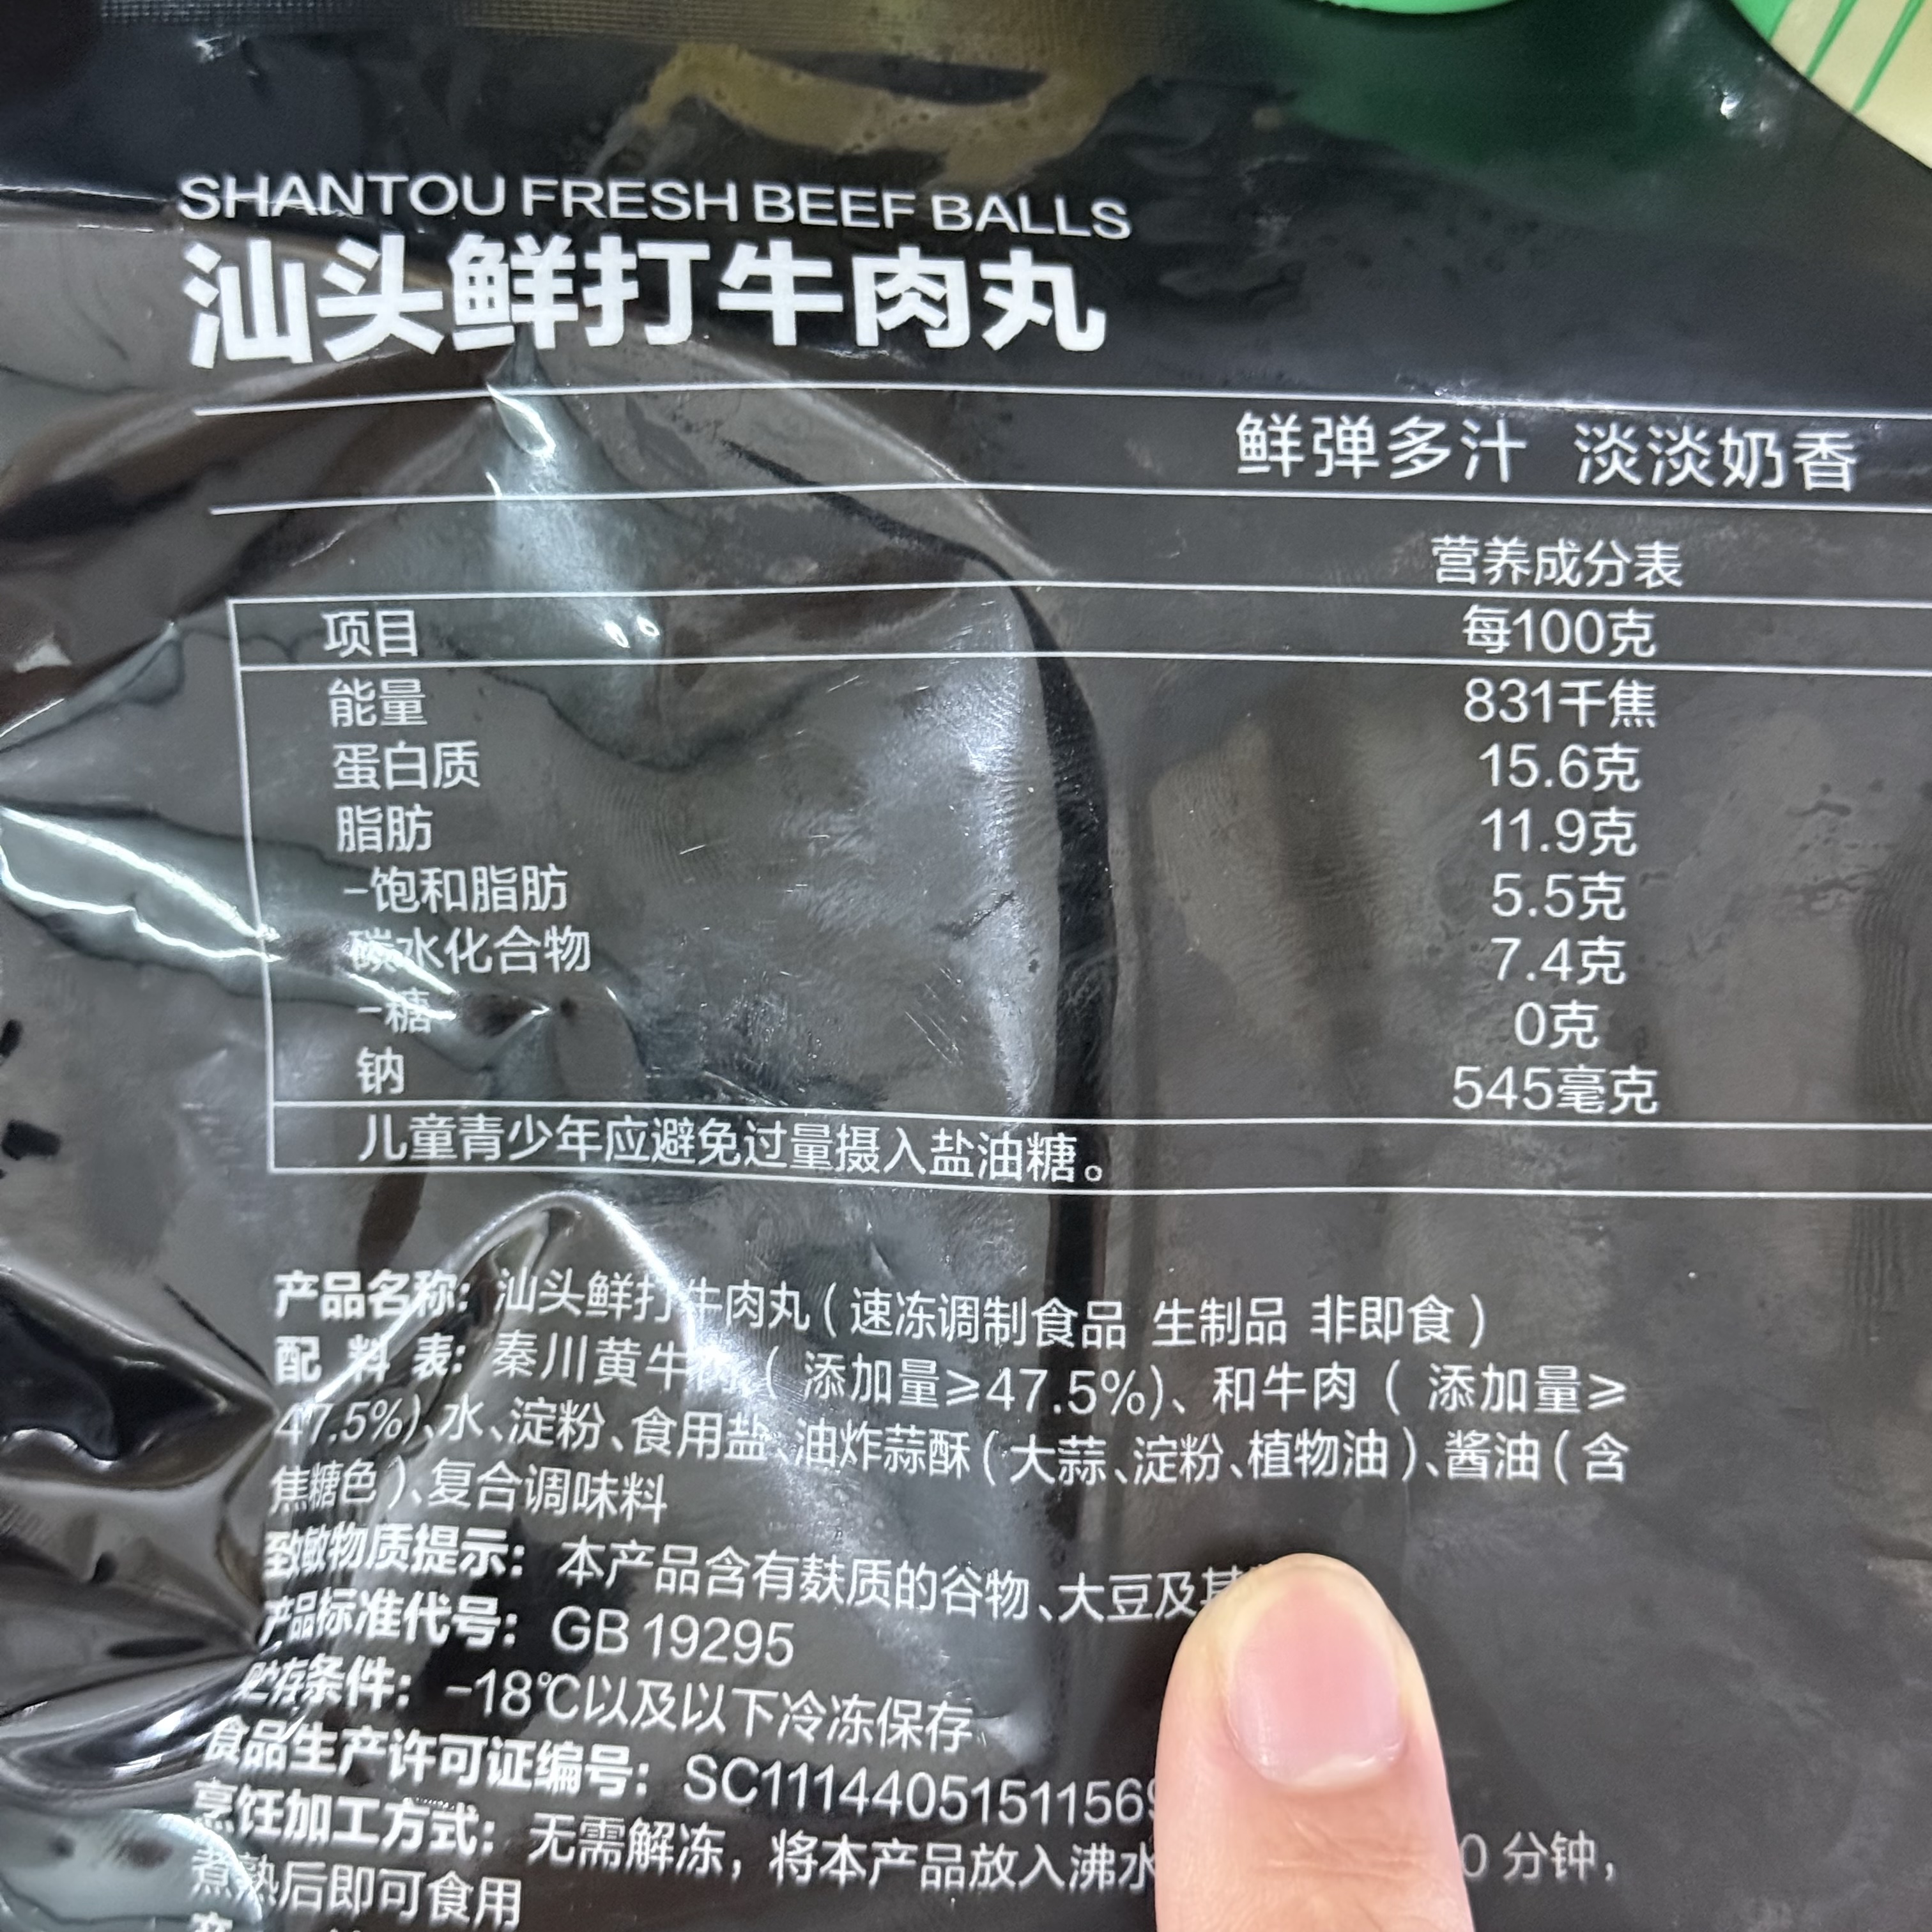 SHANTOU FRESH BEEF BALLS
汕头鲜打牛肉丸
鲜弹多汁 淡淡奶香
营养成分表
项目 每100克
能量 831千焦
蛋白质 15.6克
脂肪 11.9克
-饱和脂肪 5.5克
碳水化合物 7.4克
-糖 0克
钠 545毫克
儿童青少年应避免过量摄入盐油糖。
产品名称: 汕头鲜打牛肉丸(速冻调制食品 生制品 非即食)
配 料 表: 秦川黄牛肉(添加量≥47.5%)、和牛肉(添加量≥
47.5%)、水、淀粉、食用盐、油炸蒜酥(大蒜、淀粉、植物油)、酱油(含
焦糖色)、复合调味料
致敏物质提示: 本产品含有麸质的谷物、大豆及其
产品标准代号: GB 19295
贮存条件: -18℃以及以下冷冻保存
食品生产许可证编号: SC1114405151156
烹饪加工方式: 无需解冻,将本产品放入沸水 0 分钟,
煮熟后即可食用